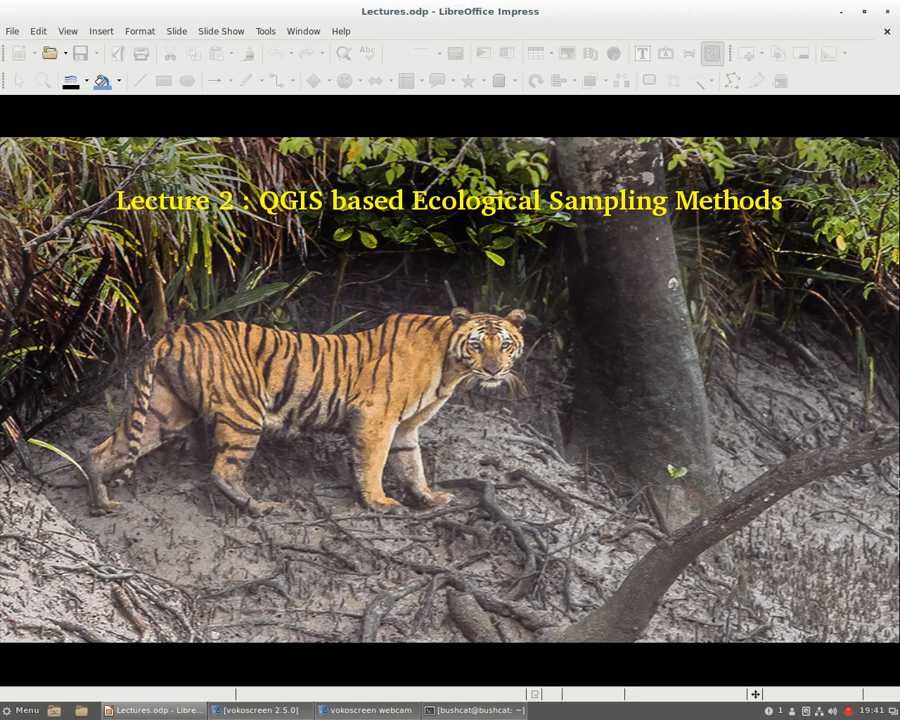 Lectures.odp - LibreOffice Impress
File Edit View Insert Format Slide Slide Show Tools Window Help
Lecture 2 : QGIS based Ecological Sampling Methods
Menu Lectures.odp - Libre... [vokoscreen 2.5.0] vokoscreen webcam [bushcat@bushcat: ~] 1 19:41